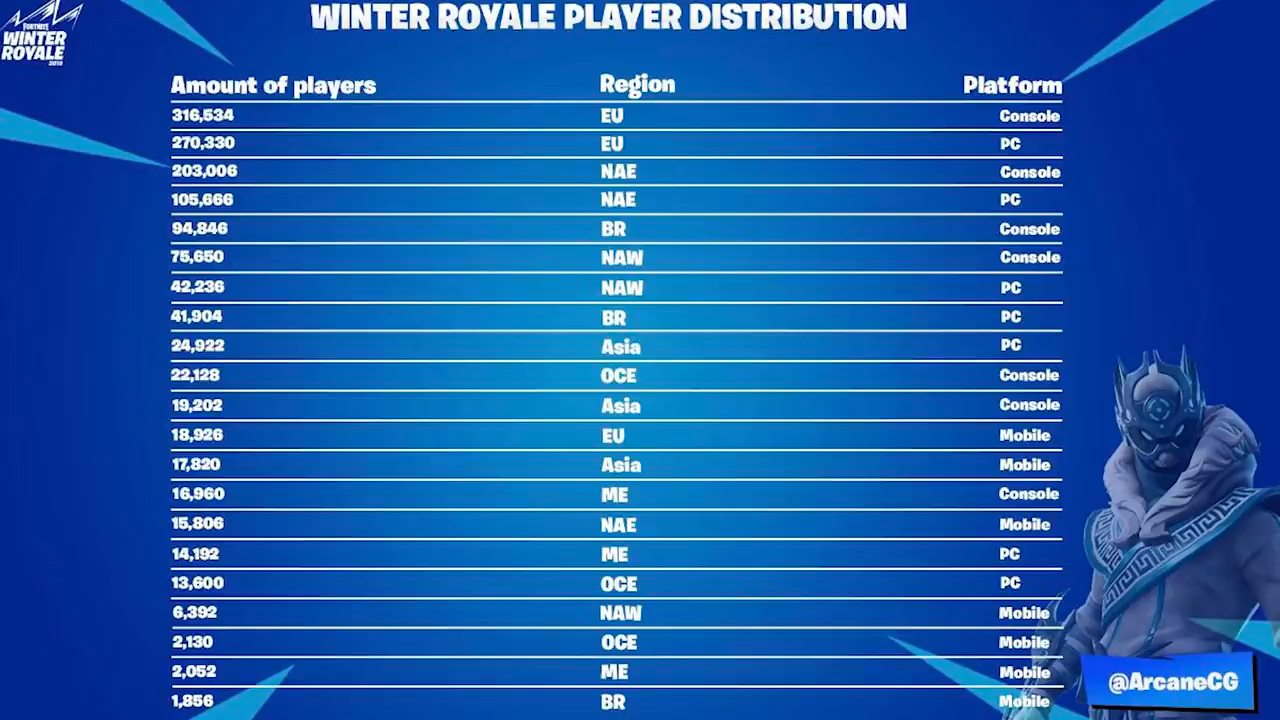 WINTER ROYALE PLAYER DISTRIBUTION
FORTNITE
WINTER
ROYALE
Amount of players Region Platform
316,534 EU Console
270,330 EU PC
203,006 NAE Console
105,666 NAE PC
94,846 BR Console
75,650 NAW Console
42,236 NAW PC
41,904 BR PC
24,922 Asia PC
22,128 OCE Console
19,202 Asia Console
18,926 EU Mobile
17,820 Asia Mobile
16,960 ME Console
15,806 NAE Mobile
14,192 ME PC
13,600 OCE PC
6,392 NAW Mobile
2,130 OCE Mobile
2,052 ME Mobile
1,856 BR Mobile
@ArcaneCG